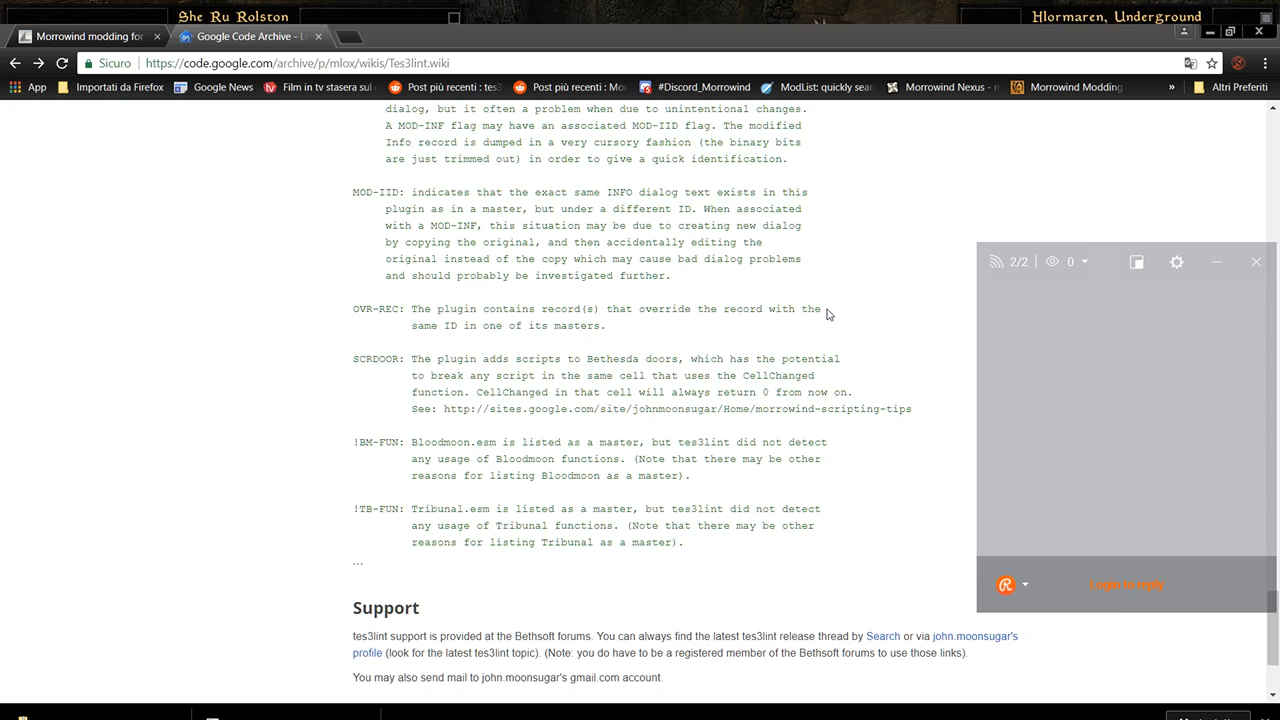 She Ru Rolston
Hlormaren, Underground
Morrowind modding for
Google Code Archive - L
Sicuro
https://code.google.com/archive/p/mlox/wikis/Tes3lint.wiki
App
Importati da Firefox
Google News
Film in tv stasera sul
Post più recenti : tes3
Post più recenti : Mo
#Discord_Morrowind
ModList: quickly sear
Morrowind Nexus - m
Morrowind Modding
»
Altri Preferiti
dialog, but it often a problem when due to unintentional changes.
A MOD-INF flag may have an associated MOD-IID flag. The modified
Info record is dumped in a very cursory fashion (the binary bits
are just trimmed out) in order to give a quick identification.
MOD-IID: indicates that the exact same INFO dialog text exists in this
plugin as in a master, but under a different ID. When associated
with a MOD-INF, this situation may be due to creating new dialog
by copying the original, and then accidentally editing the
original instead of the copy which may cause bad dialog problems
and should probably be investigated further.
OVR-REC: The plugin contains record(s) that override the record with the
same ID in one of its masters.
SCRDOOR: The plugin adds scripts to Bethesda doors, which has the potential
to break any script in the same cell that uses the CellChanged
function. CellChanged in that cell will always return 0 from now on.
See: http://sites.google.com/site/johnmoonsugar/Home/morrowind-scripting-tips
!BM-FUN: Bloodmoon.esm is listed as a master, but tes3lint did not detect
any usage of Bloodmoon functions. (Note that there may be other
reasons for listing Bloodmoon as a master).
!TB-FUN: Tribunal.esm is listed as a master, but tes3lint did not detect
any usage of Tribunal functions. (Note that there may be other
reasons for listing Tribunal as a master).
...
Support
tes3lint support is provided at the Bethsoft forums. You can always find the latest tes3lint release thread by Search or via john.moonsugar's
profile (look for the latest tes3lint topic). (Note: you do have to be a registered member of the Bethsoft forums to use those links).
You may also send mail to john.moonsugar's gmail.com account.
2/2
0
Login to reply